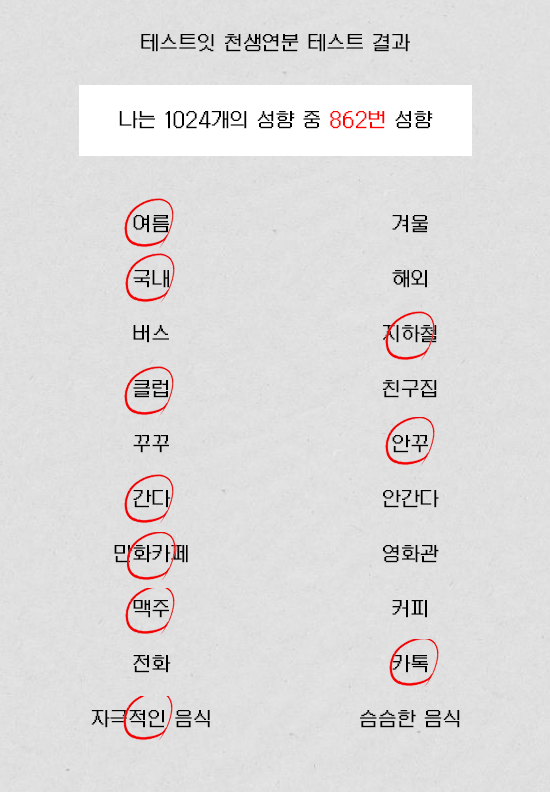 테스트잇 천생연분 테스트 결과
나는 1024개의 성향 중 862번 성향
여름 겨울
국내 해외
버스 지하철
클럽 친구집
꾸꾸 안꾸
간다 안간다
만화카페 영화관
맥주 커피
전화 카톡
자극적인 음식 슴슴한 음식